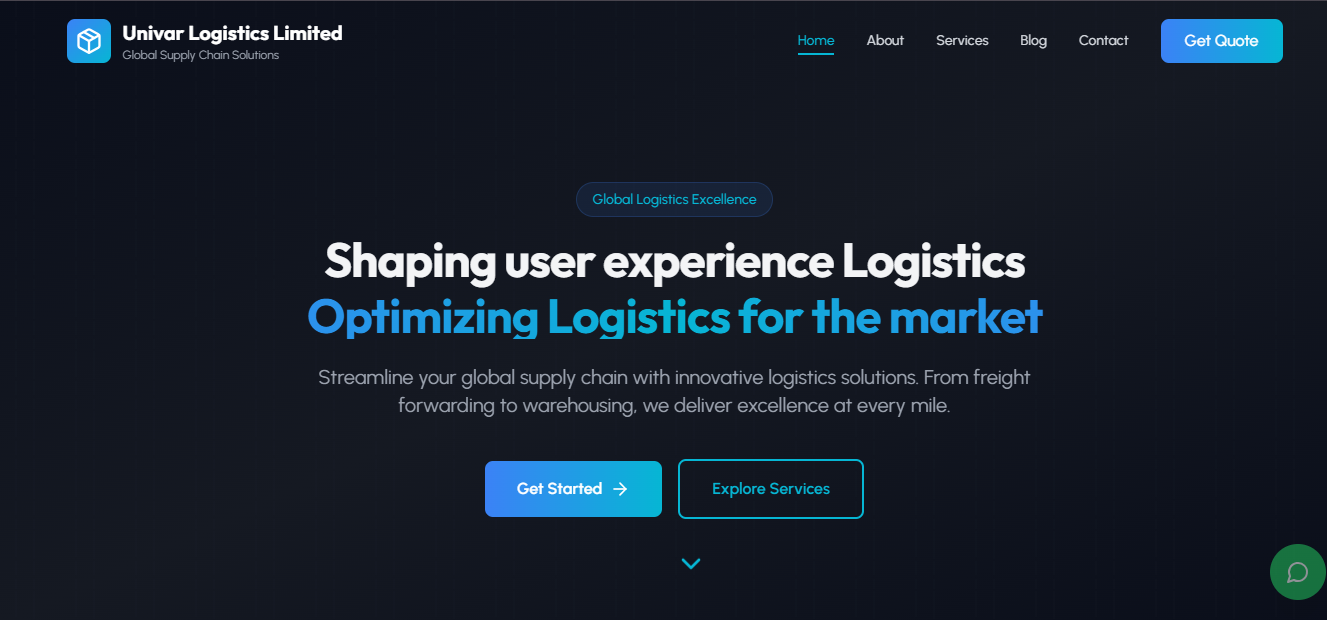 Univar Logistics Limited
Global Supply Chain Solutions
Home
About
Services
Blog
Contact
Get Quote
Global Logistics Excellence
Shaping user experience Logistics
Optimizing Logistics for the market
Streamline your global supply chain with innovative logistics solutions. From freight
forwarding to warehousing, we deliver excellence at every mile.
Get Started →
Explore Services